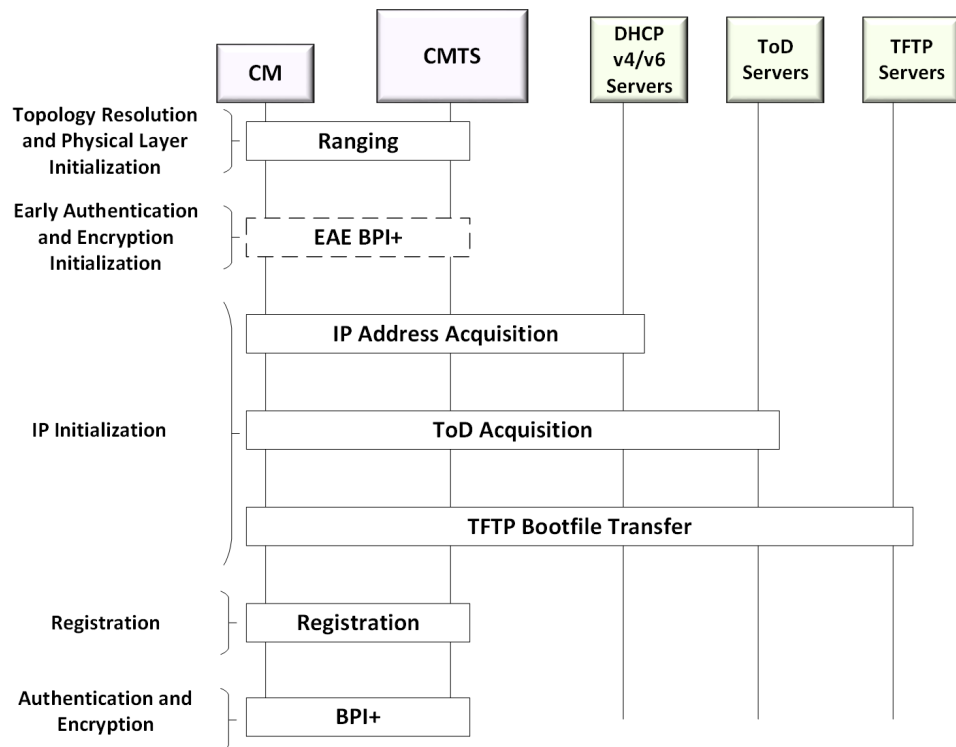 CM
CMTS
DHCP
v4/v6
Servers
ToD
Servers
TFTP
Servers
Topology Resolution
and Physical Layer
Initialization
Ranging
Early Authentication
and Encryption
Initialization
EAE BPI+
IP Address Acquisition
IP Initialization
ToD Acquisition
TFTP Bootfile Transfer
Registration
Registration
Authentication and
Encryption
BPI+